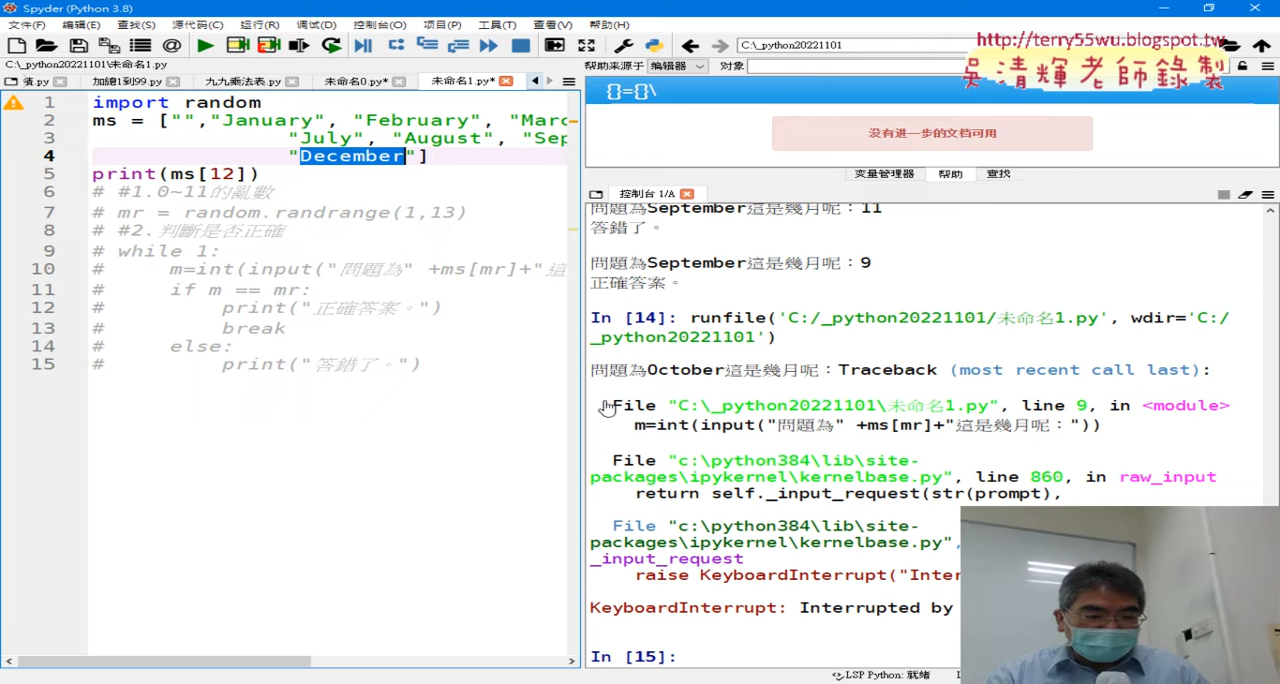 Spyder (Python 3.8)
文件(F) 编辑(E) 查找(S) 源代码(C) 运行(R) 调试(D) 控制台(O) 项目(P) 工具(T) 查看(V) 帮助(H)
C:\_python20221101
http://terry55wu.blogspot.tw
吳清輝老師錄製
C:\_python20221101\未命名1.py
帮助来源于 编辑器 对象
賓.py 加總1到99.py 九九乘法表.py 未命名0.py* 未命名1.py*
{}={}\
没有进一步的文档可用
变量管理器 帮助 查找
1 import random
2 ms = ["","January", "February", "Marc
3 "July", "August", "Sep
4 "December"]
5 print(ms[12])
6 # #1.0~11的亂數
7 # mr = random.randrange(1,13)
8 # #2.判斷是否正確
9 # while 1:
10 # m=int(input("問題為" +ms[mr]+"這
11 # if m == mr:
12 # print("正確答案。")
13 # break
14 # else:
15 # print("答錯了。")
控制台 1/A
問題為September這是幾月呢：11
答錯了。
問題為September這是幾月呢：9
正確答案。
In [14]: runfile('C:/_python20221101/未命名1.py', wdir='C:/
_python20221101')
問題為October這是幾月呢：Traceback (most recent call last):
File "C:\_python20221101\未命名1.py", line 9, in <module>
m=int(input("問題為" +ms[mr]+"這是幾月呢："))
File "c:\python384\lib\site-
packages\ipykernel\kernelbase.py", line 860, in raw_input
return self._input_request(str(prompt),
File "c:\python384\lib\site-
packages\ipykernel\kernelbase.py",
_input_request
raise KeyboardInterrupt("Inter
KeyboardInterrupt: Interrupted by
In [15]:
LSP Python: 就绪